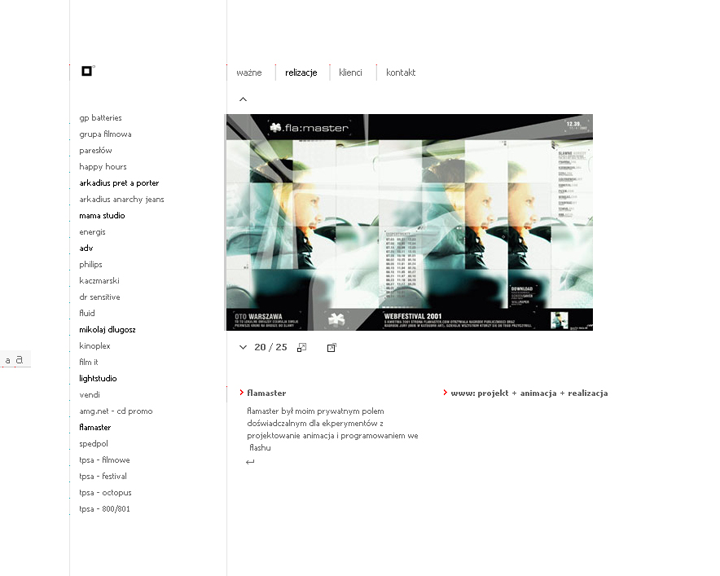 ważne
relizacje
klienci
kontakt
gp batteries
grupa filmowa
paresłów
happy hours
arkadius pret a porter
arkadius anarchy jeans
mama studio
energis
adv
philips
kaczmarski
dr sensitive
fluid
mikolaj dlugosz
kinoplex
film it
lightstudio
vendi
amg.net - cd promo
flamaster
spedpol
tpsa - filmowe
tpsa - festival
tpsa - octopus
tpsa - 800/801
a a
.fla:master
12.39
OTO WARSZAWA
WEBFESTIVAL 2001
DOWNLOAD
20 / 25
flamaster
flamaster był moim prywatnym polem
doświadczalnym dla ekperymentów z
projektowanie animacja i programowaniem we
flashu
www: projekt + animacja + realizacja